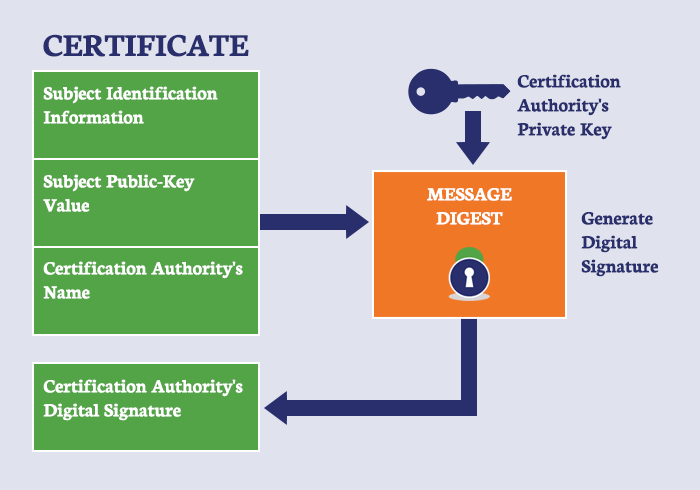 CERTIFICATE
Subject Identification
Information
Subject Public-Key
Value
Certification Authority's
Name
Certification Authority's
Digital Signature
Certification
Authority's
Private Key
MESSAGE
DIGEST
Generate
Digital
Signature